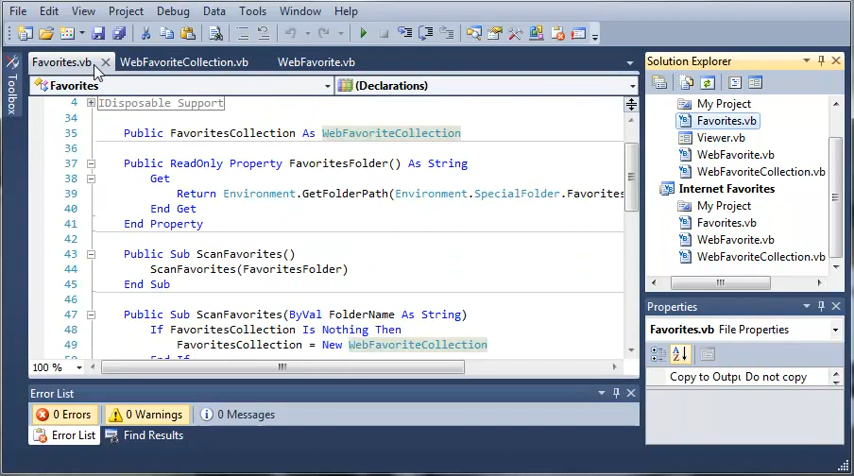 File Edit View Project Debug Data Tools Window Help
Favorites.vb WebFavoriteCollection.vb WebFavorite.vb
Favorites (Declarations)
Toolbox
4 IDisposable Support
35 Public FavoritesCollection As WebFavoriteCollection
36
37 Public ReadOnly Property FavoritesFolder() As String
38 Get
39 Return Environment.GetFolderPath(Environment.SpecialFolder.Favorites
40 End Get
41 End Property
42
43 Public Sub ScanFavorites()
44 ScanFavorites(FavoritesFolder)
45 End Sub
46
47 Public Sub ScanFavorites(ByVal FolderName As String)
48 If FavoritesCollection Is Nothing Then
49 FavoritesCollection = New WebFavoriteCollection
50 End If
100 %
Solution Explorer
My Project
Favorites.vb
Viewer.vb
WebFavorite.vb
WebFavoriteCollection.vb
Internet Favorites
My Project
Favorites.vb
WebFavorite.vb
WebFavoriteCollection.vb
Properties
Favorites.vb File Properties
Copy to Outpu Do not copy
Error List
0 Errors 0 Warnings 0 Messages
Error List Find Results